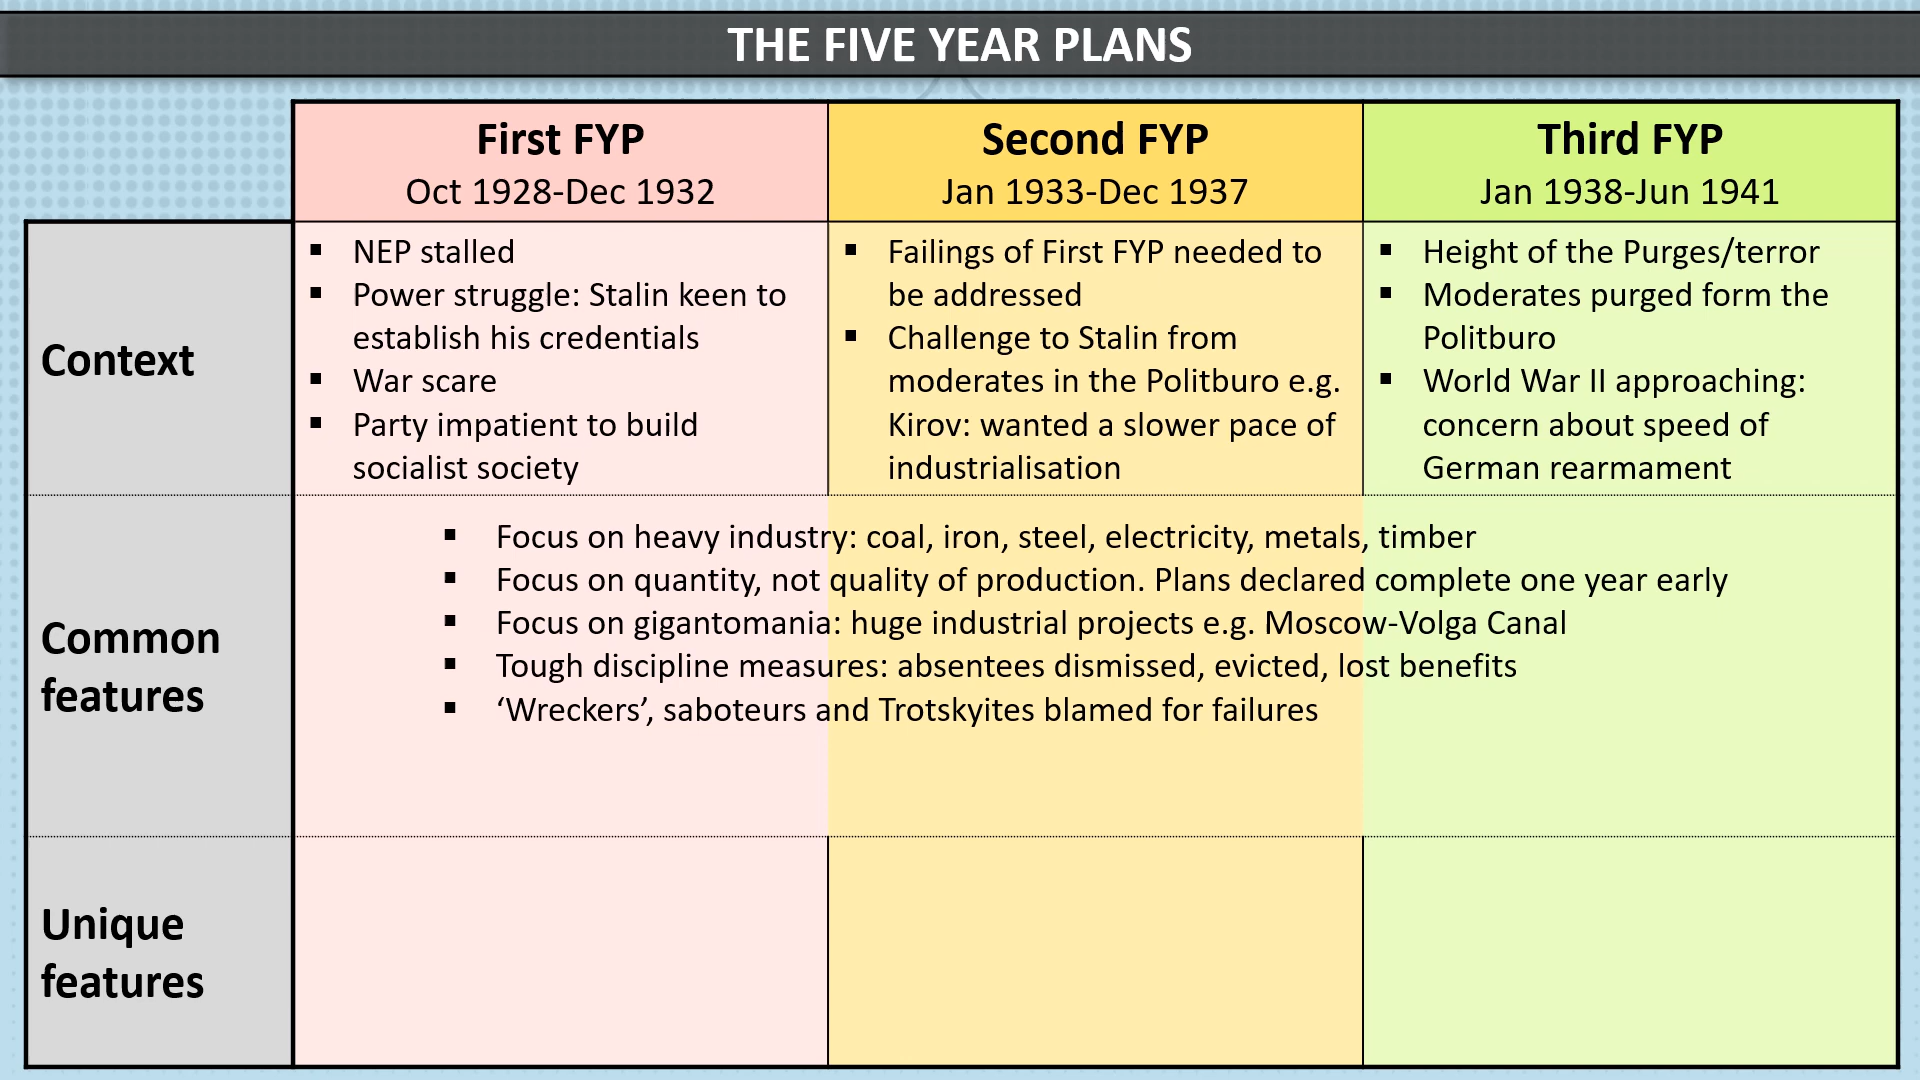 THE FIVE YEAR PLANS
First FYP
Oct 1928-Dec 1932
Second FYP
Jan 1933-Dec 1937
Third FYP
Jan 1938-Jun 1941
Context
▪ NEP stalled
▪ Power struggle: Stalin keen to
establish his credentials
▪ War scare
▪ Party impatient to build
socialist society
▪ Failings of First FYP needed to
be addressed
▪ Challenge to Stalin from
moderates in the Politburo e.g.
Kirov: wanted a slower pace of
industrialisation
▪ Height of the Purges/terror
▪ Moderates purged form the
Politburo
▪ World War II approaching:
concern about speed of
German rearmament
Common
features
▪ Focus on heavy industry: coal, iron, steel, electricity, metals, timber
▪ Focus on quantity, not quality of production. Plans declared complete one year early
▪ Focus on gigantomania: huge industrial projects e.g. Moscow-Volga Canal
▪ Tough discipline measures: absentees dismissed, evicted, lost benefits
▪ ‘Wreckers’, saboteurs and Trotskyites blamed for failures
Unique
features